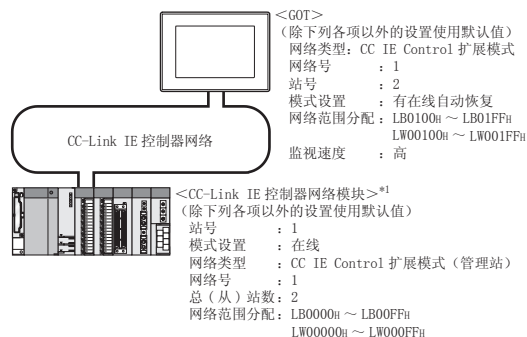 ＜GOT＞
（除下列各项以外的设置使用默认值）
网络类型：CC IE Control 扩展模式
网络号 ：1
站号 ：2
模式设置 ：有在线自动恢复
网络范围分配：LB0100H ～ LB01FFH
LW00100H ～ LW001FFH
监视速度 ：高
CC-Link IE 控制器网络
＜CC-Link IE 控制器网络模块＞*1
（除下列各项以外的设置使用默认值）
站号 ：1
模式设置 ：在线
网络类型 ：CC IE Control 扩展模式（管理站）
网络号 ：1
总 ( 从 ) 站数：2
网络范围分配：LB0000H ～ LB00FFH
LW00000H ～ LW000FFH